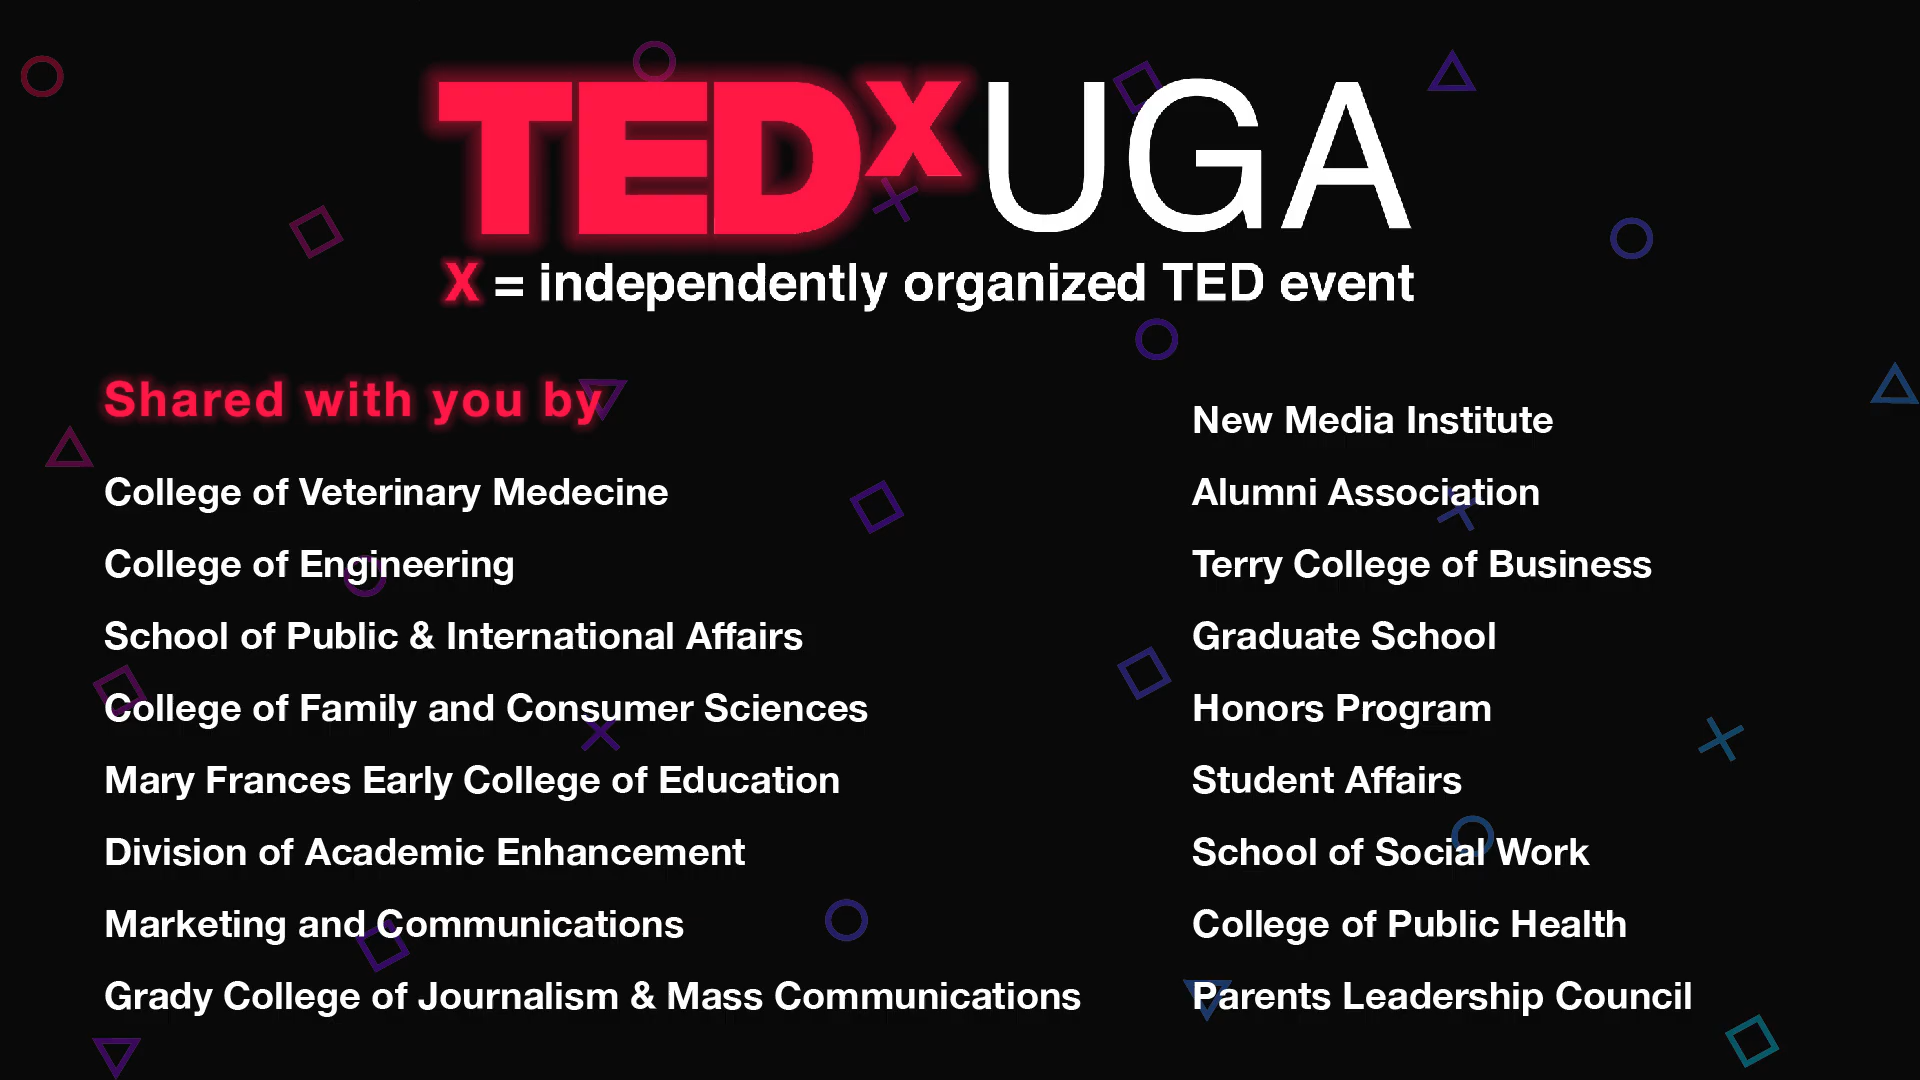 TEDxUGA
X = independently organized TED event
Shared with you by
College of Veterinary Medecine
College of Engineering
School of Public & International Affairs
College of Family and Consumer Sciences
Mary Frances Early College of Education
Division of Academic Enhancement
Marketing and Communications
Grady College of Journalism & Mass Communications
New Media Institute
Alumni Association
Terry College of Business
Graduate School
Honors Program
Student Affairs
School of Social Work
College of Public Health
Parents Leadership Council